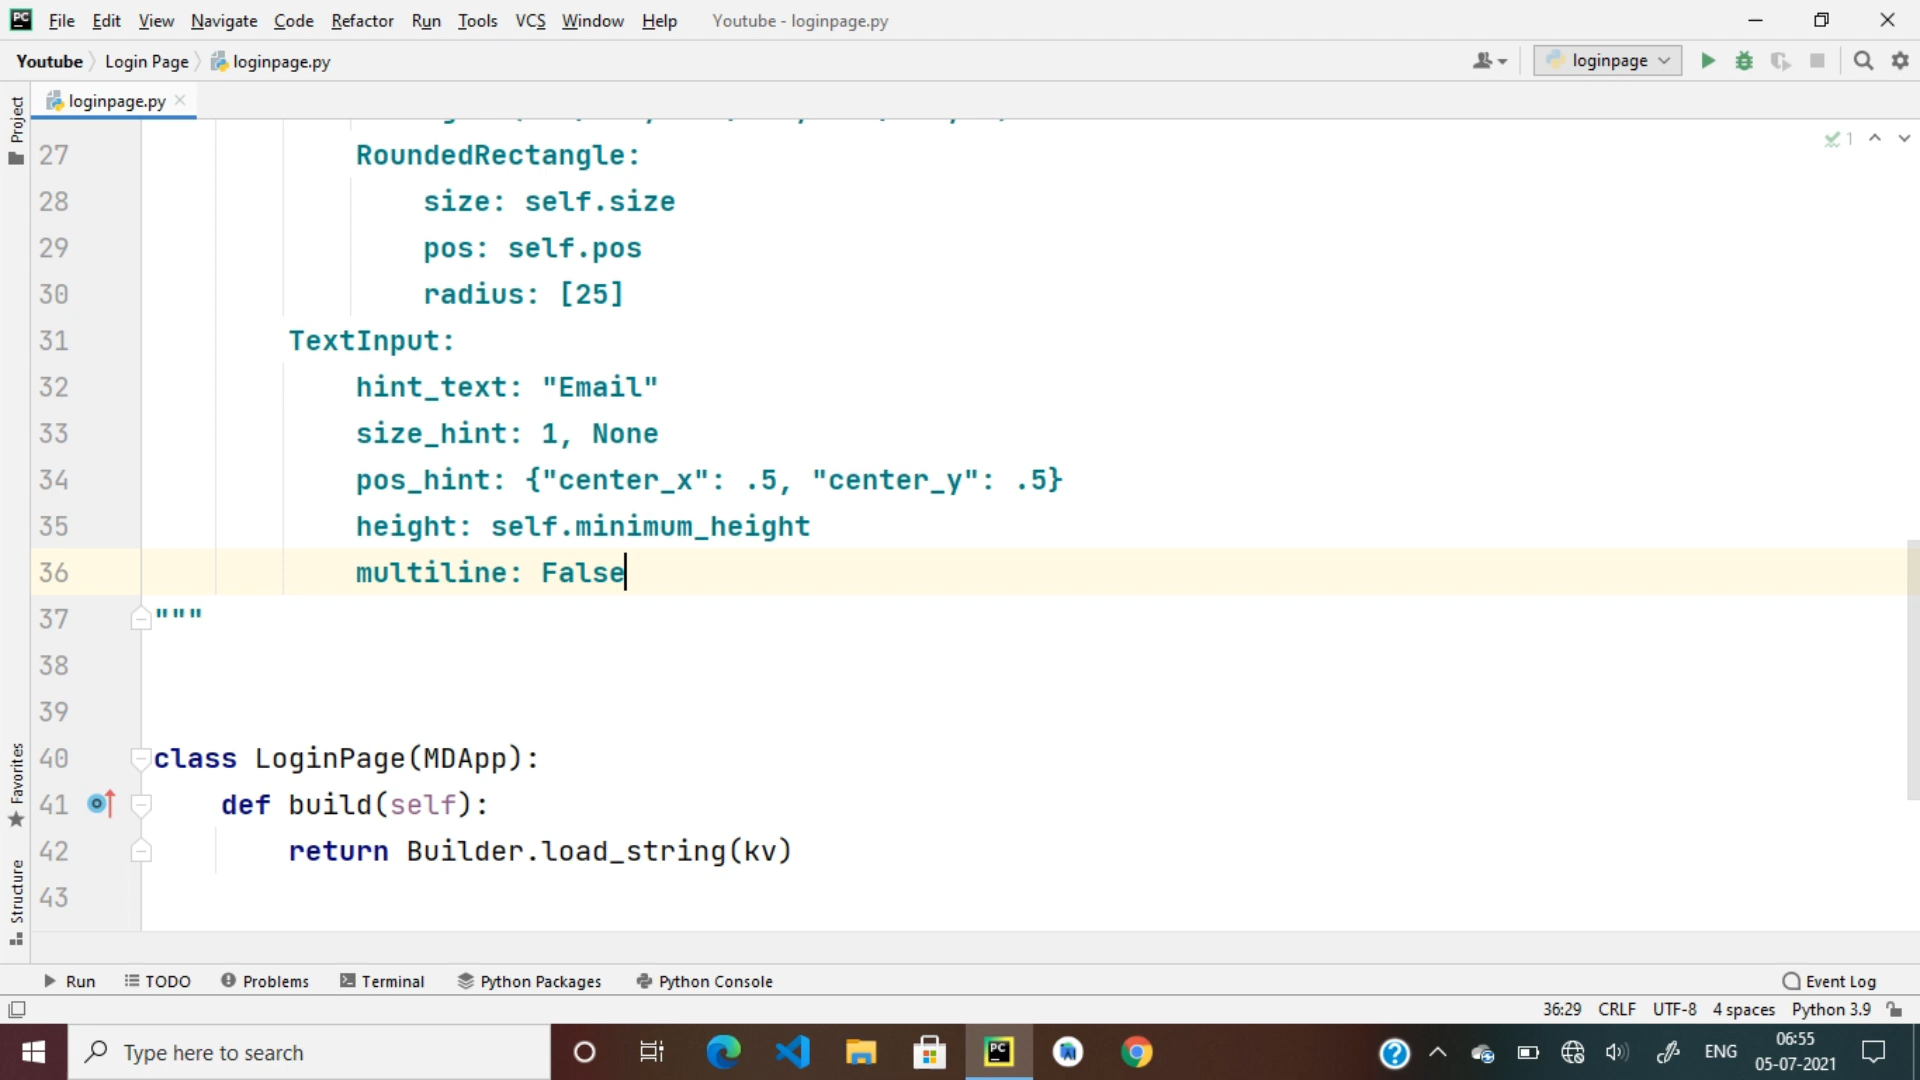 File Edit View Navigate Code Refactor Run Tools VCS Window Help Youtube - loginpage.py
Youtube Login Page loginpage.py loginpage
loginpage.py
Project
1
27 RoundedRectangle:
28 size: self.size
29 pos: self.pos
30 radius: [25]
31 TextInput:
32 hint_text: "Email"
33 size_hint: 1, None
34 pos_hint: {"center_x": .5, "center_y": .5}
35 height: self.minimum_height
36 multiline: False
37 """
38
39
40 class LoginPage(MDApp):
41 def build(self):
42 return Builder.load_string(kv)
43
Favorites
Structure
Run TODO Problems Terminal Python Packages Python Console Event Log
36:29 CRLF UTF-8 4 spaces Python 3.9
Type here to search
ENG
06:55
05-07-2021